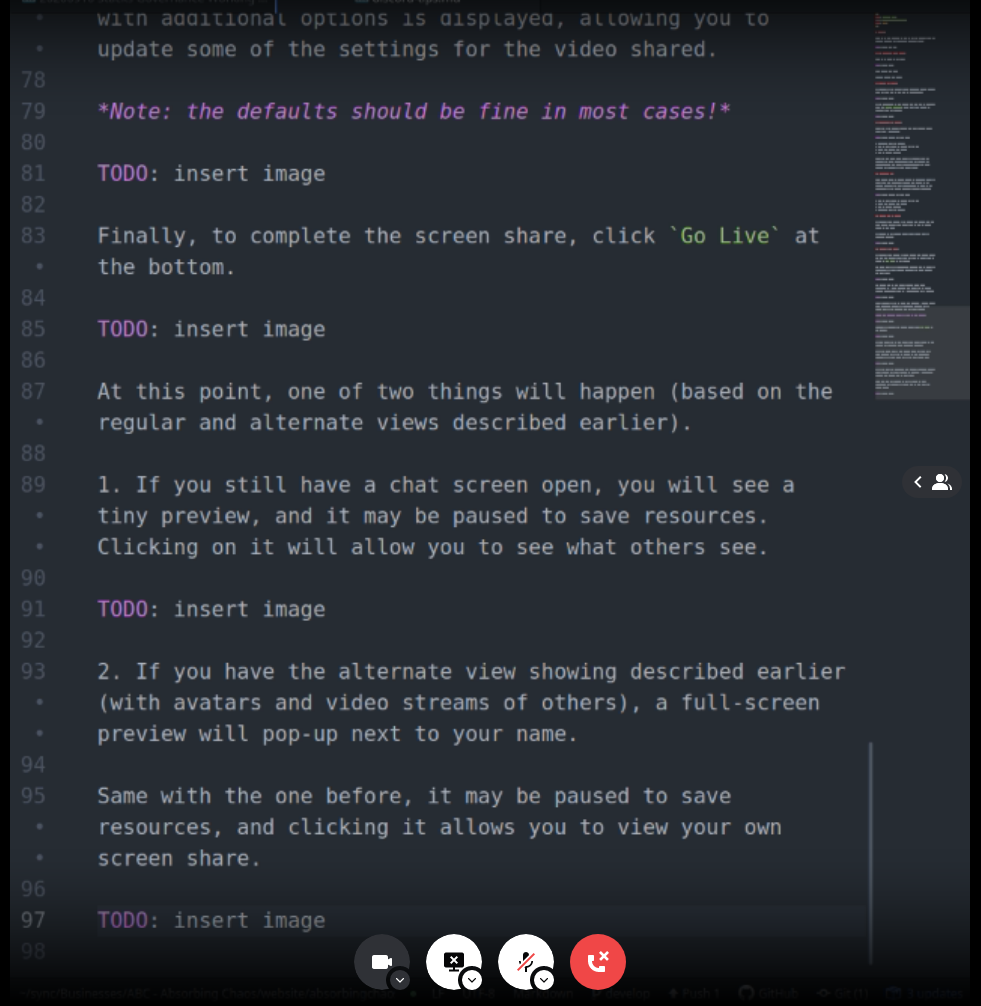 with additional options is displayed, allowing you to
• update some of the settings for the video shared.
78
79 *Note: the defaults should be fine in most cases!*
80
81 TODO: insert image
82
83 Finally, to complete the screen share, click `Go Live` at
• the bottom.
84
85 TODO: insert image
86
87 At this point, one of two things will happen (based on the
• regular and alternate views described earlier).
88
89 1. If you still have a chat screen open, you will see a
• tiny preview, and it may be paused to save resources.
• Clicking on it will allow you to see what others see.
90
91 TODO: insert image
92
93 2. If you have the alternate view showing described earlier
• (with avatars and video streams of others), a full-screen
• preview will pop-up next to your name.
94
95 Same with the one before, it may be paused to save
• resources, and clicking it allows you to view your own
• screen share.
96
97 TODO: insert image
98
develop Push 1 GitHub Git (1) 3 updates